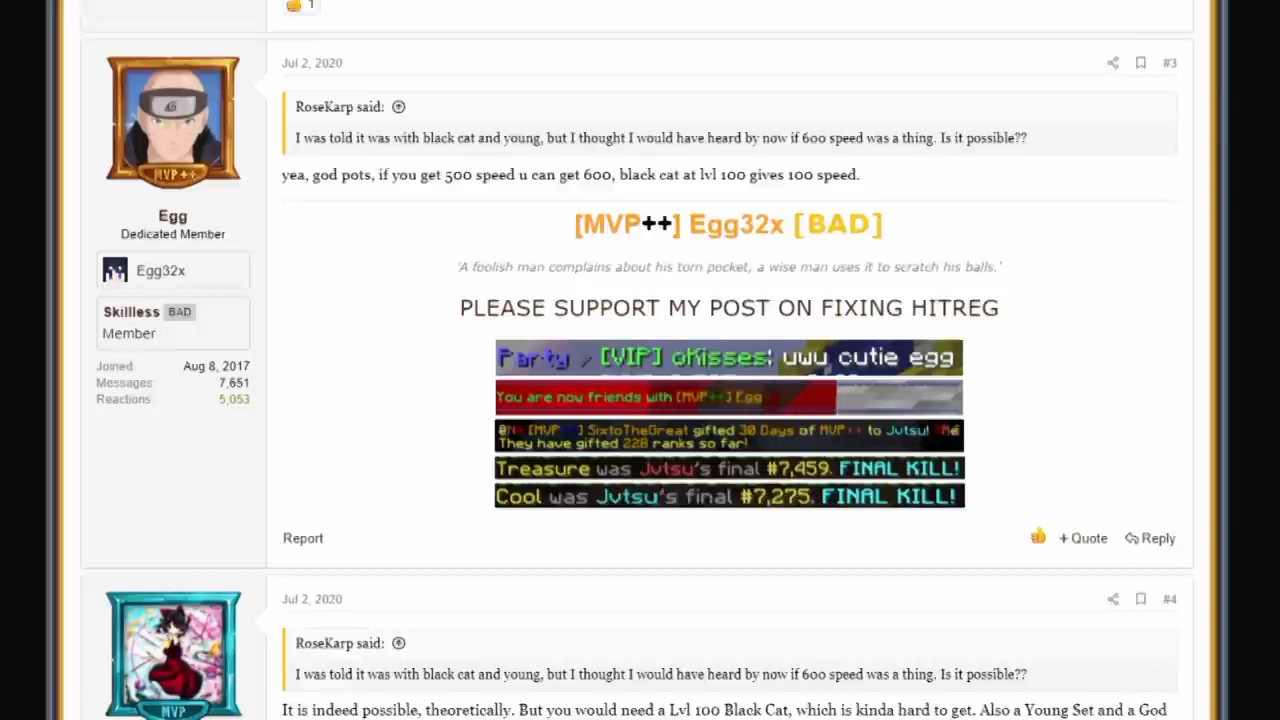 1
Jul 2, 2020
#3
RoseKarp said:
I was told it was with black cat and young, but I thought I would have heard by now if 600 speed was a thing. Is it possible??
MVP++
yea, god pots, if you get 500 speed u can get 600, black cat at lvl 100 gives 100 speed.
Egg
Dedicated Member
[MVP++] Egg32x [BAD]
Egg32x
'A foolish man complains about his torn pocket, a wise man uses it to scratch his balls.'
Skillless BAD
Member
PLEASE SUPPORT MY POST ON FIXING HITREG
Joined Aug 8, 2017
Messages 7,651
Reactions 5,053
Party [VIP] oKisses: uwu cutie egg
You are now friends with [MVP++] Egg
[MVP++] SixtoTheGreat gifted 30 Days of MVP++ to Jvtsu!
They have gifted 228 ranks so far!
Treasure was Jvtsu's final #7,459. FINAL KILL!
Cool was Jvtsu's final #7,275. FINAL KILL!
Report
+ Quote
Reply
Jul 2, 2020
#4
RoseKarp said:
I was told it was with black cat and young, but I thought I would have heard by now if 600 speed was a thing. Is it possible??
MVP
It is indeed possible, theoretically. But you would need a Lvl 100 Black Cat, which is kinda hard to get. Also a Young Set and a God